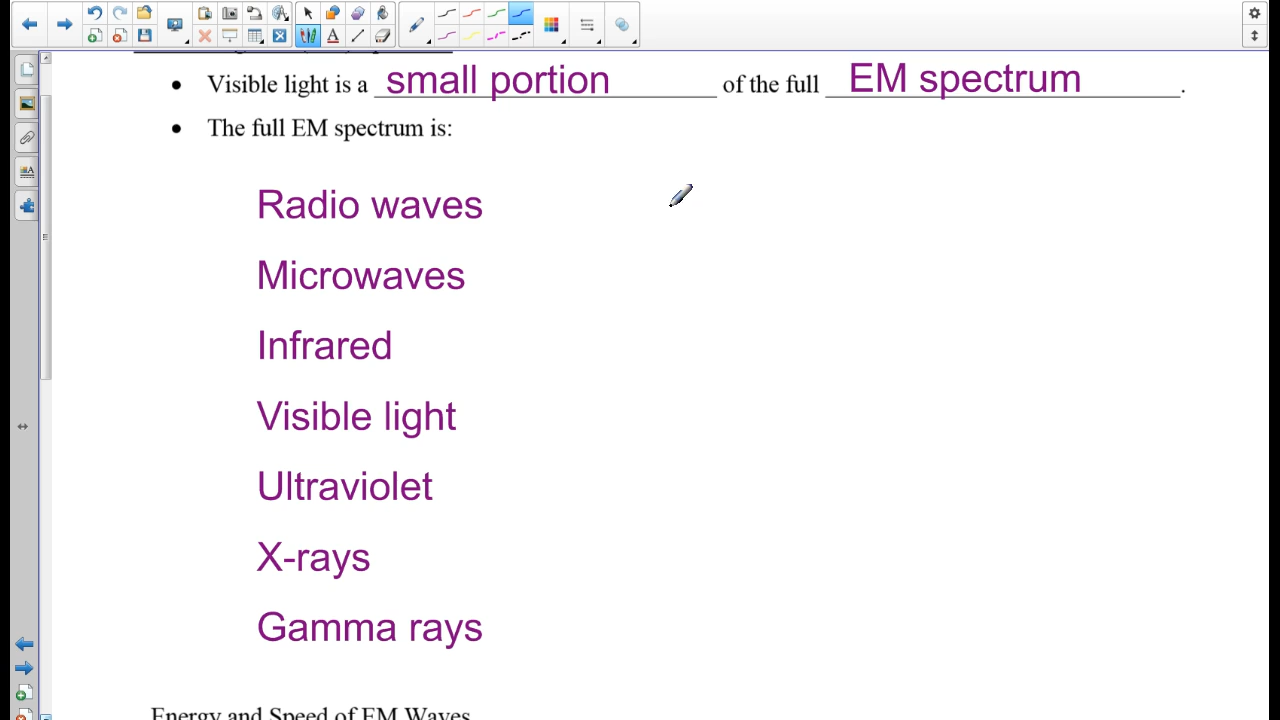 • Visible light is a small portion of the full EM spectrum.
• The full EM spectrum is:
Radio waves
Microwaves
Infrared
Visible light
Ultraviolet
X-rays
Gamma rays
Energy and Speed of EM Waves